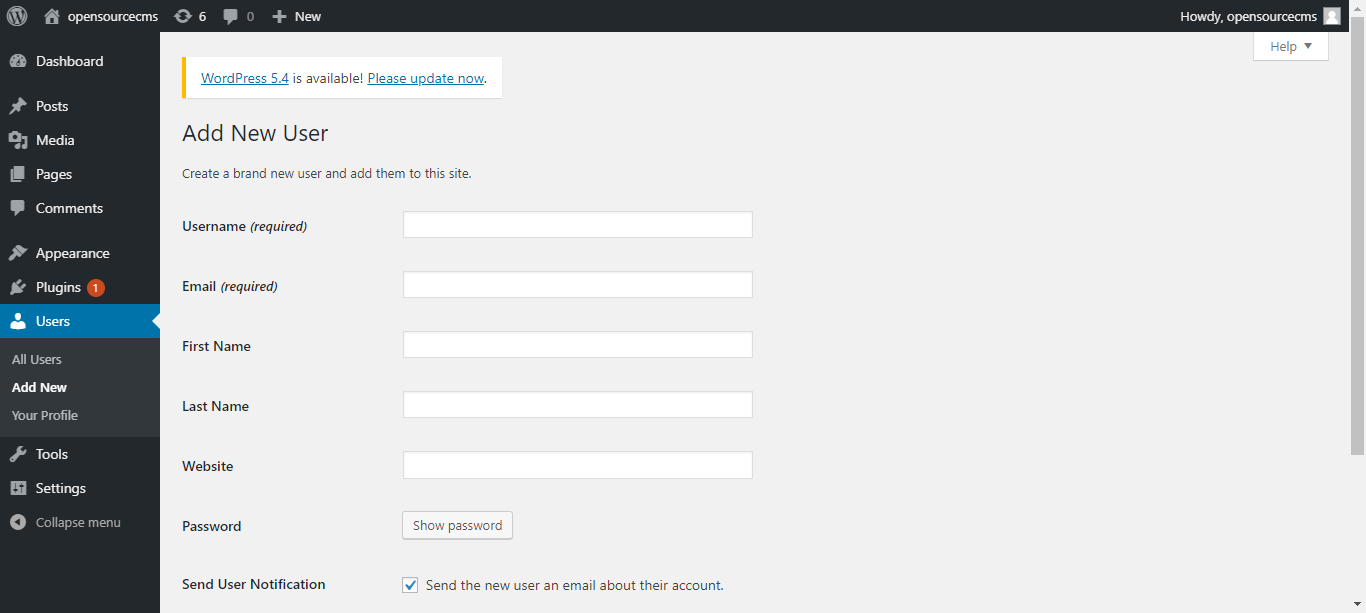 opensourcecms 6 0 New Howdy, opensourcecms
Help
Dashboard
Posts
Media
Pages
Comments
Appearance
Plugins 1
Users
All Users
Add New
Your Profile
Tools
Settings
Collapse menu
WordPress 5.4 is available! Please update now.
Add New User
Create a brand new user and add them to this site.
Username (required)
Email (required)
First Name
Last Name
Website
Password Show password
Send User Notification Send the new user an email about their account.